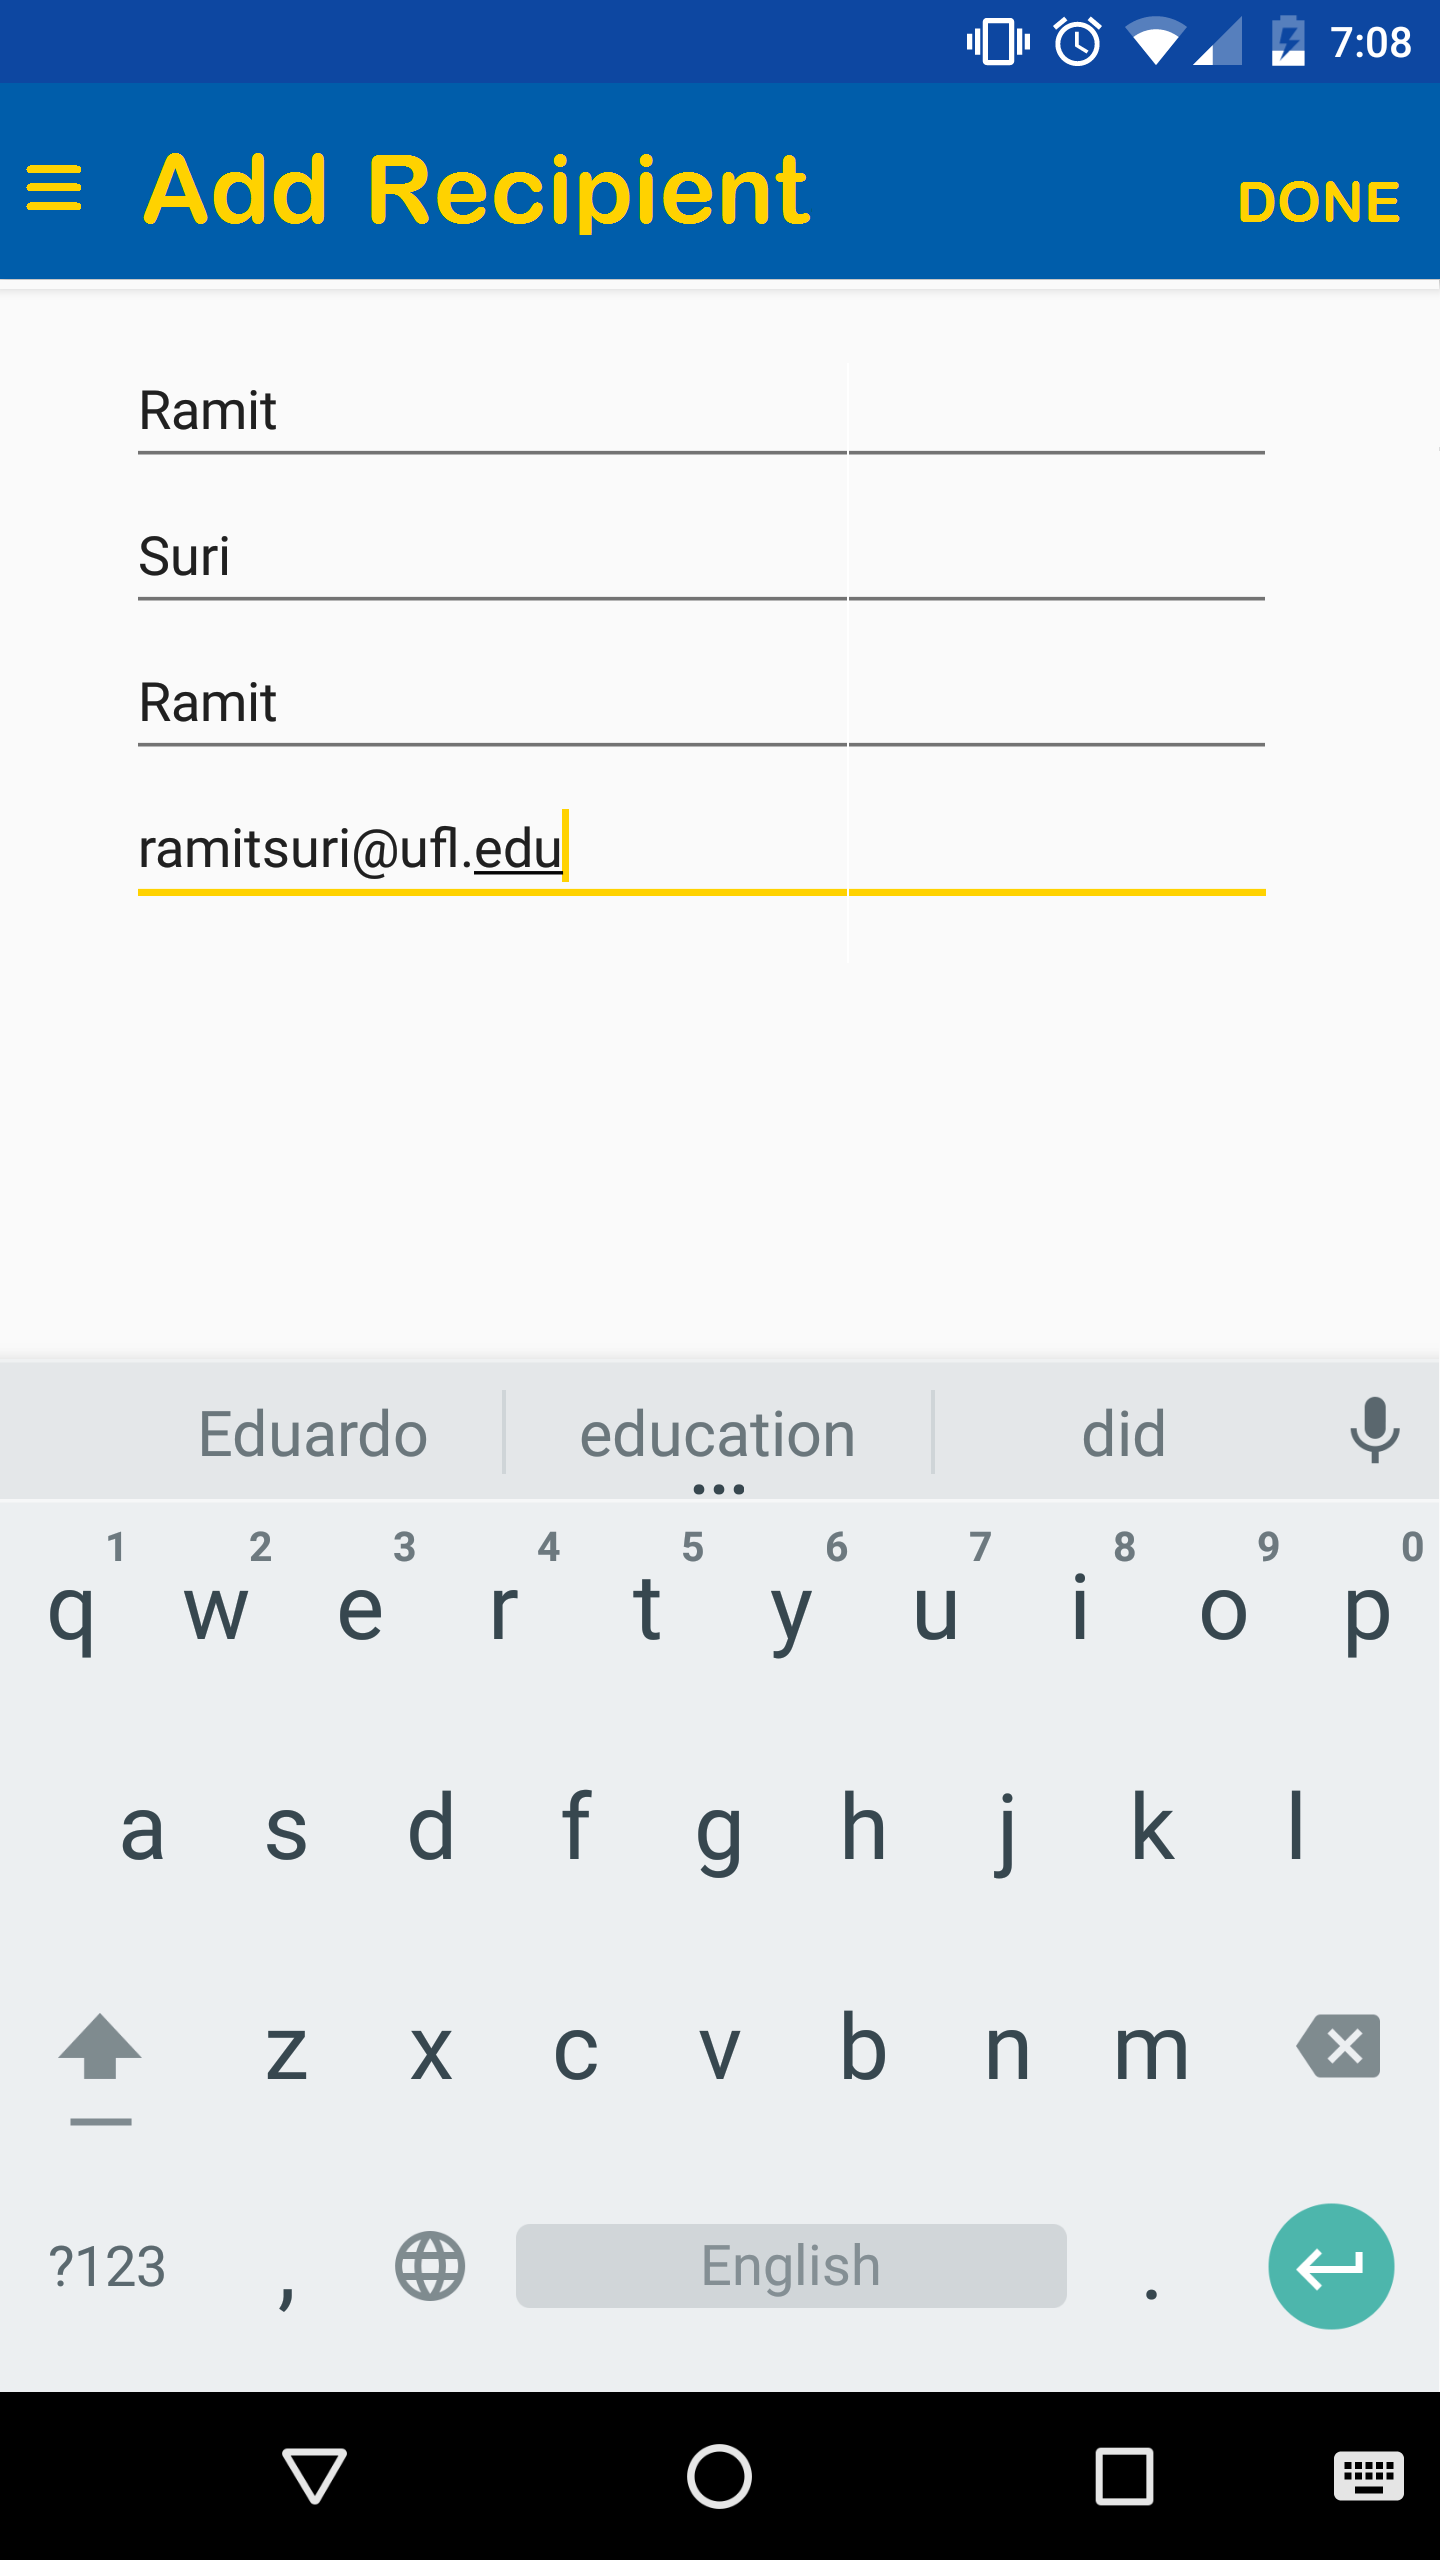 7:08
Add Recipient
DONE
Ramit
Suri
Ramit
ramitsuri@ufl.edu
Eduardo education did
1 2 3 4 5 6 7 8 9 0
q w e r t y u i o p
a s d f g h j k l
z x c v b n m
?123 , English .